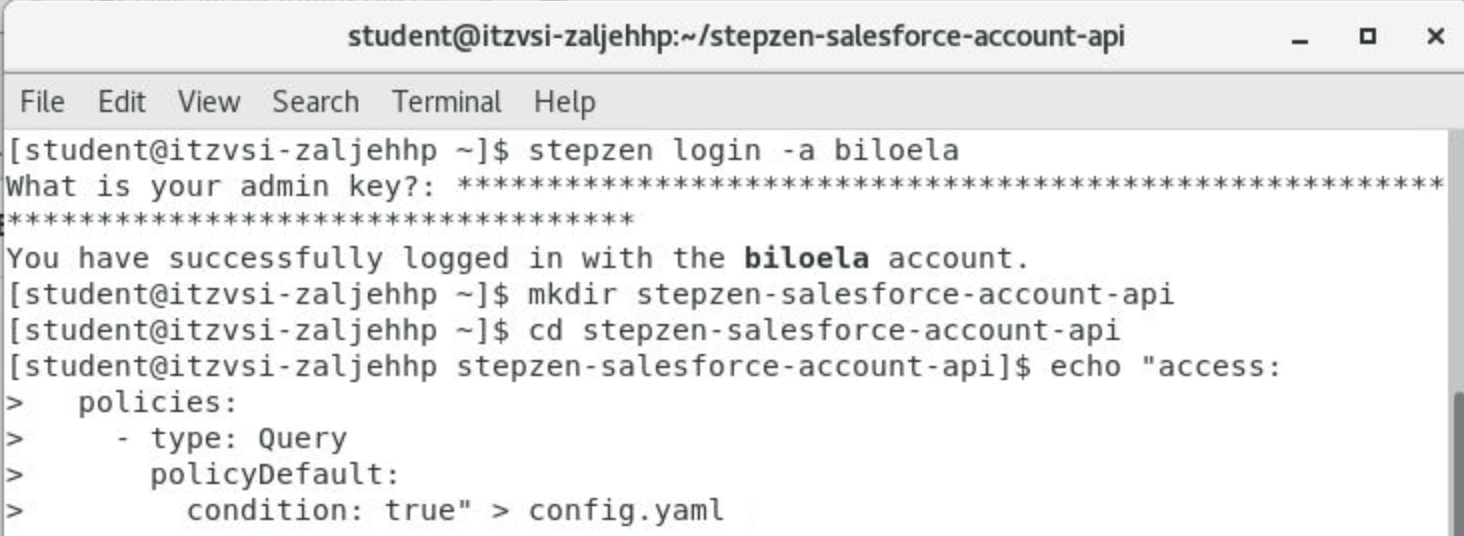 student@itzvsi-zaljehhp:~/stepzen-salesforce-account-api
File Edit View Search Terminal Help
[student@itzvsi-zaljehhp ~]$ stepzen login -a biloela
What is your admin key?: *******************************************************
***********************************
You have successfully logged in with the biloela account.
[student@itzvsi-zaljehhp ~]$ mkdir stepzen-salesforce-account-api
[student@itzvsi-zaljehhp ~]$ cd stepzen-salesforce-account-api
[student@itzvsi-zaljehhp stepzen-salesforce-account-api]$ echo "access:
>   policies:
>     - type: Query
>       policyDefault:
>         condition: true" > config.yaml